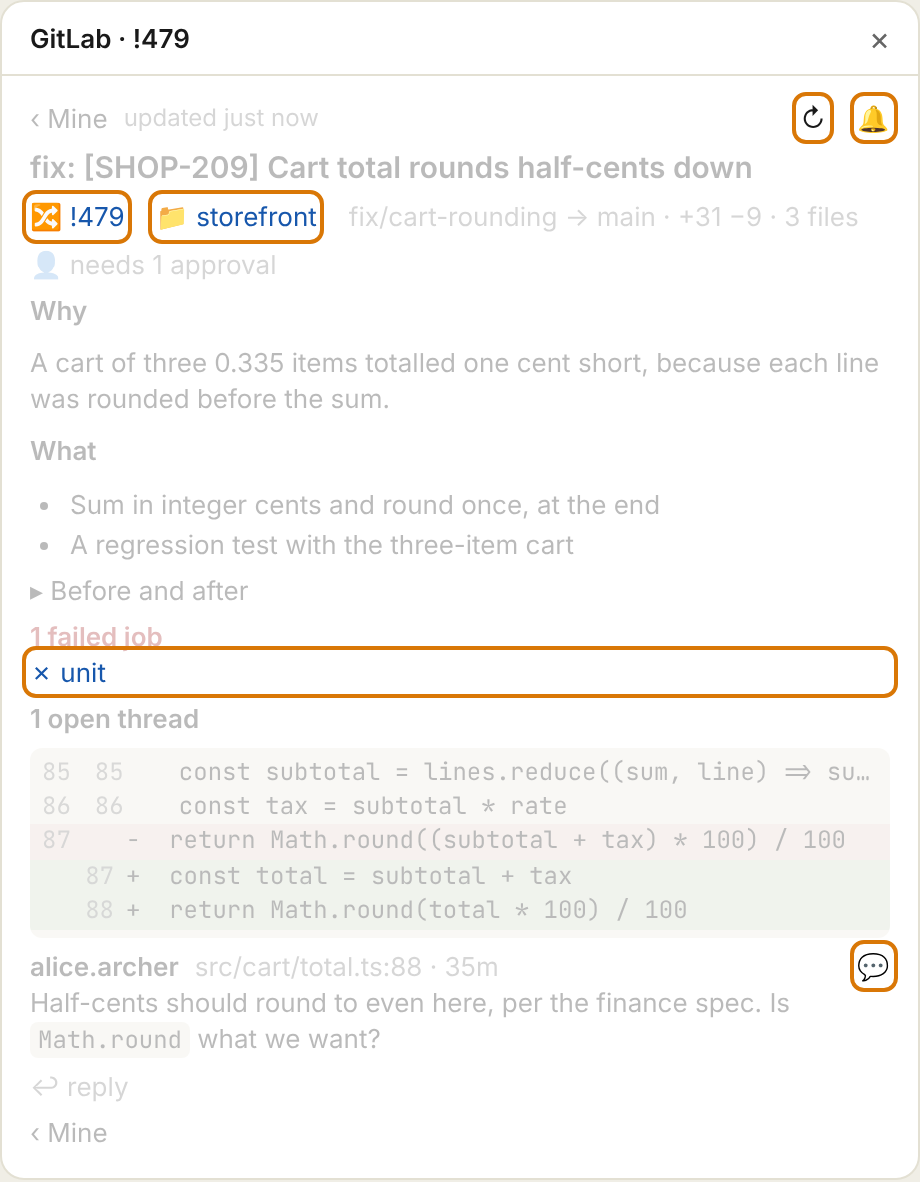 GitLab · !479 ×
‹ Mine updated just now ↻ 🔔
fix: [SHOP-209] Cart total rounds half-cents down
🔀 !479 📁 storefront fix/cart-rounding → main · +31 −9 · 3 files
👤 needs 1 approval
Why
A cart of three 0.335 items totalled one cent short, because each line
was rounded before the sum.
What
• Sum in integer cents and round once, at the end
• A regression test with the three-item cart
▸ Before and after
1 failed job
× unit
1 open thread
85 85 const subtotal = lines.reduce((sum, line) => su…
86 86 const tax = subtotal * rate
87 - return Math.round((subtotal + tax) * 100) / 100
87 + const total = subtotal + tax
88 + return Math.round(total * 100) / 100
alice.archer src/cart/total.ts:88 · 35m 💬
Half-cents should round to even here, per the finance spec. Is
Math.round what we want?
↩ reply
‹ Mine